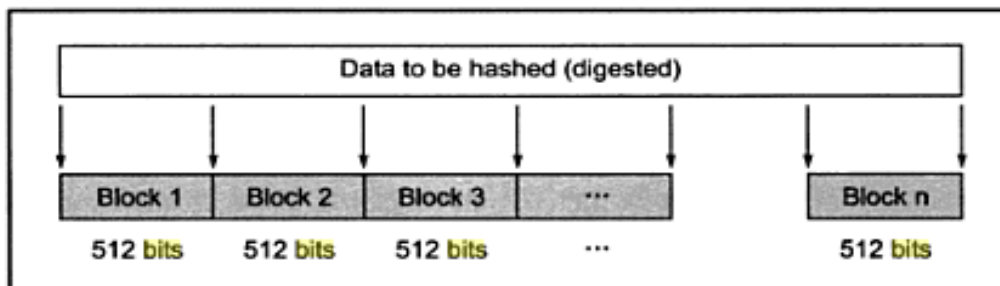 Data to be hashed (digested)
Block 1 Block 2 Block 3 ... Block n
512 bits 512 bits 512 bits ... 512 bits